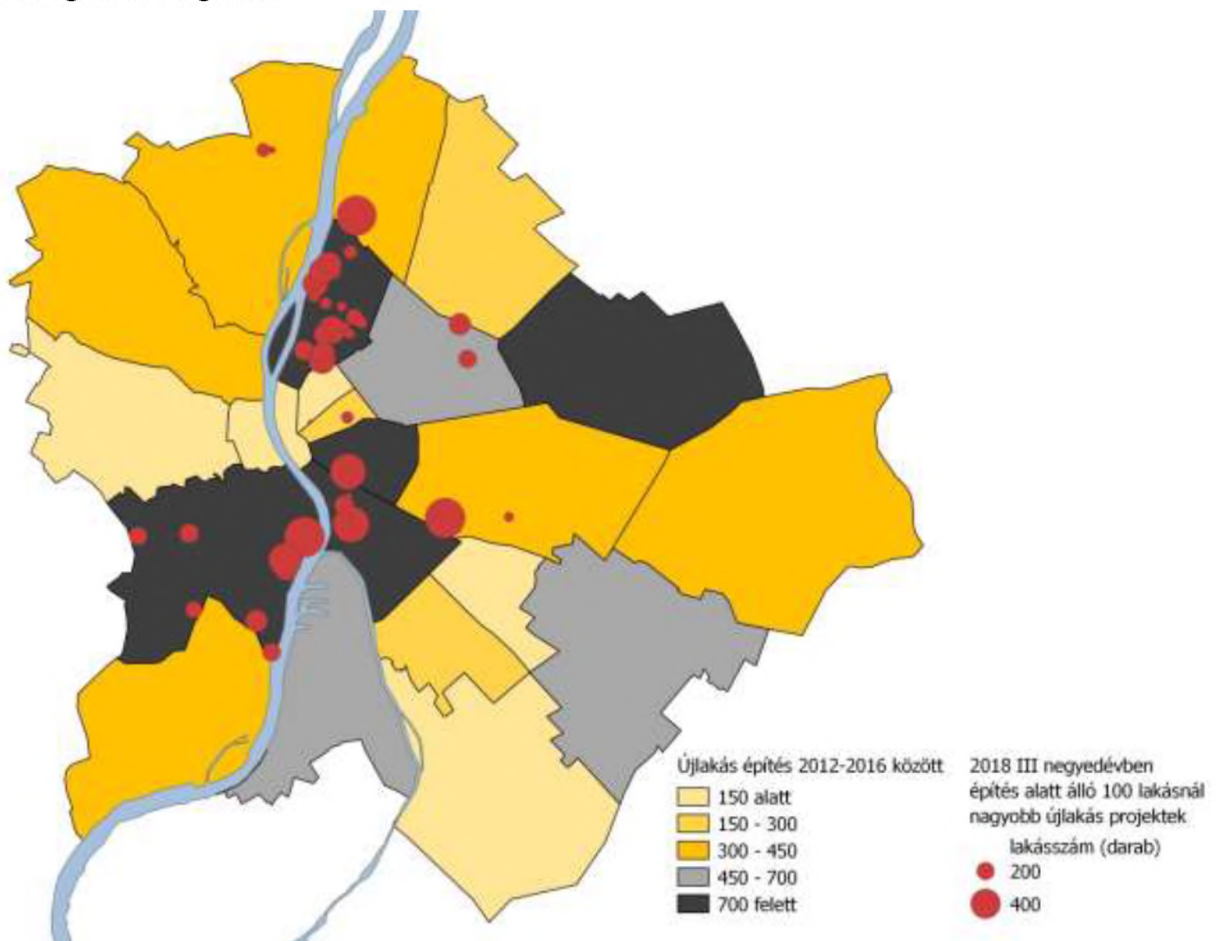 Újlakás építés 2012-2016 között
150 alatt
150 - 300
300 - 450
450 - 700
700 felett
2018 III negyedévben
építés alatt álló 100 lakásnál
nagyobb újlakás projektek
lakásszám (darab)
200
400